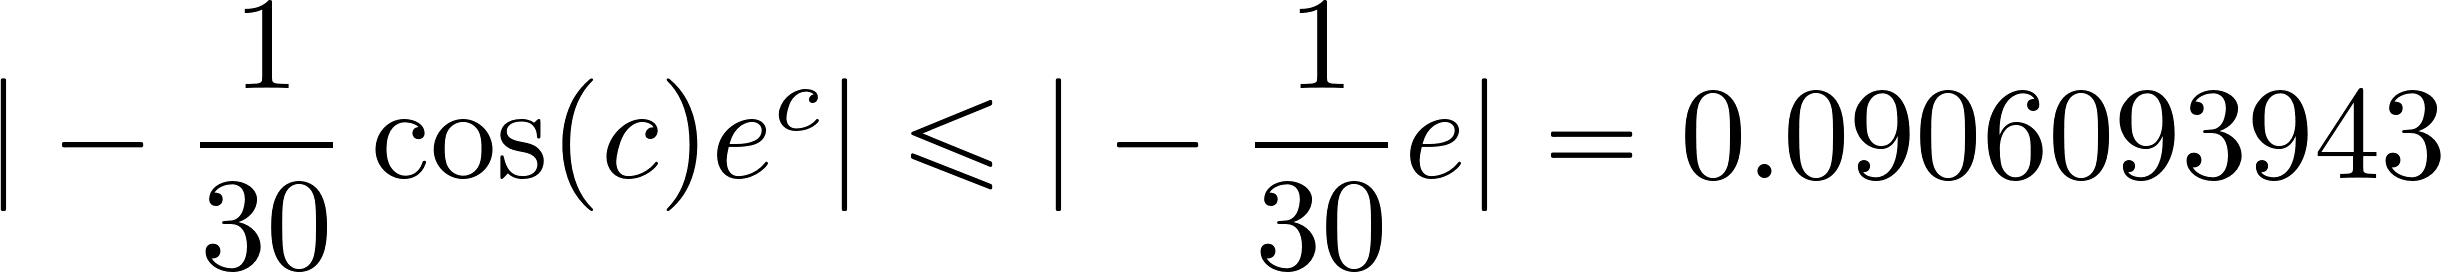 | − 1/30 cos(c)e^c| ⩽ | − 1/30 e| = 0.0906093943